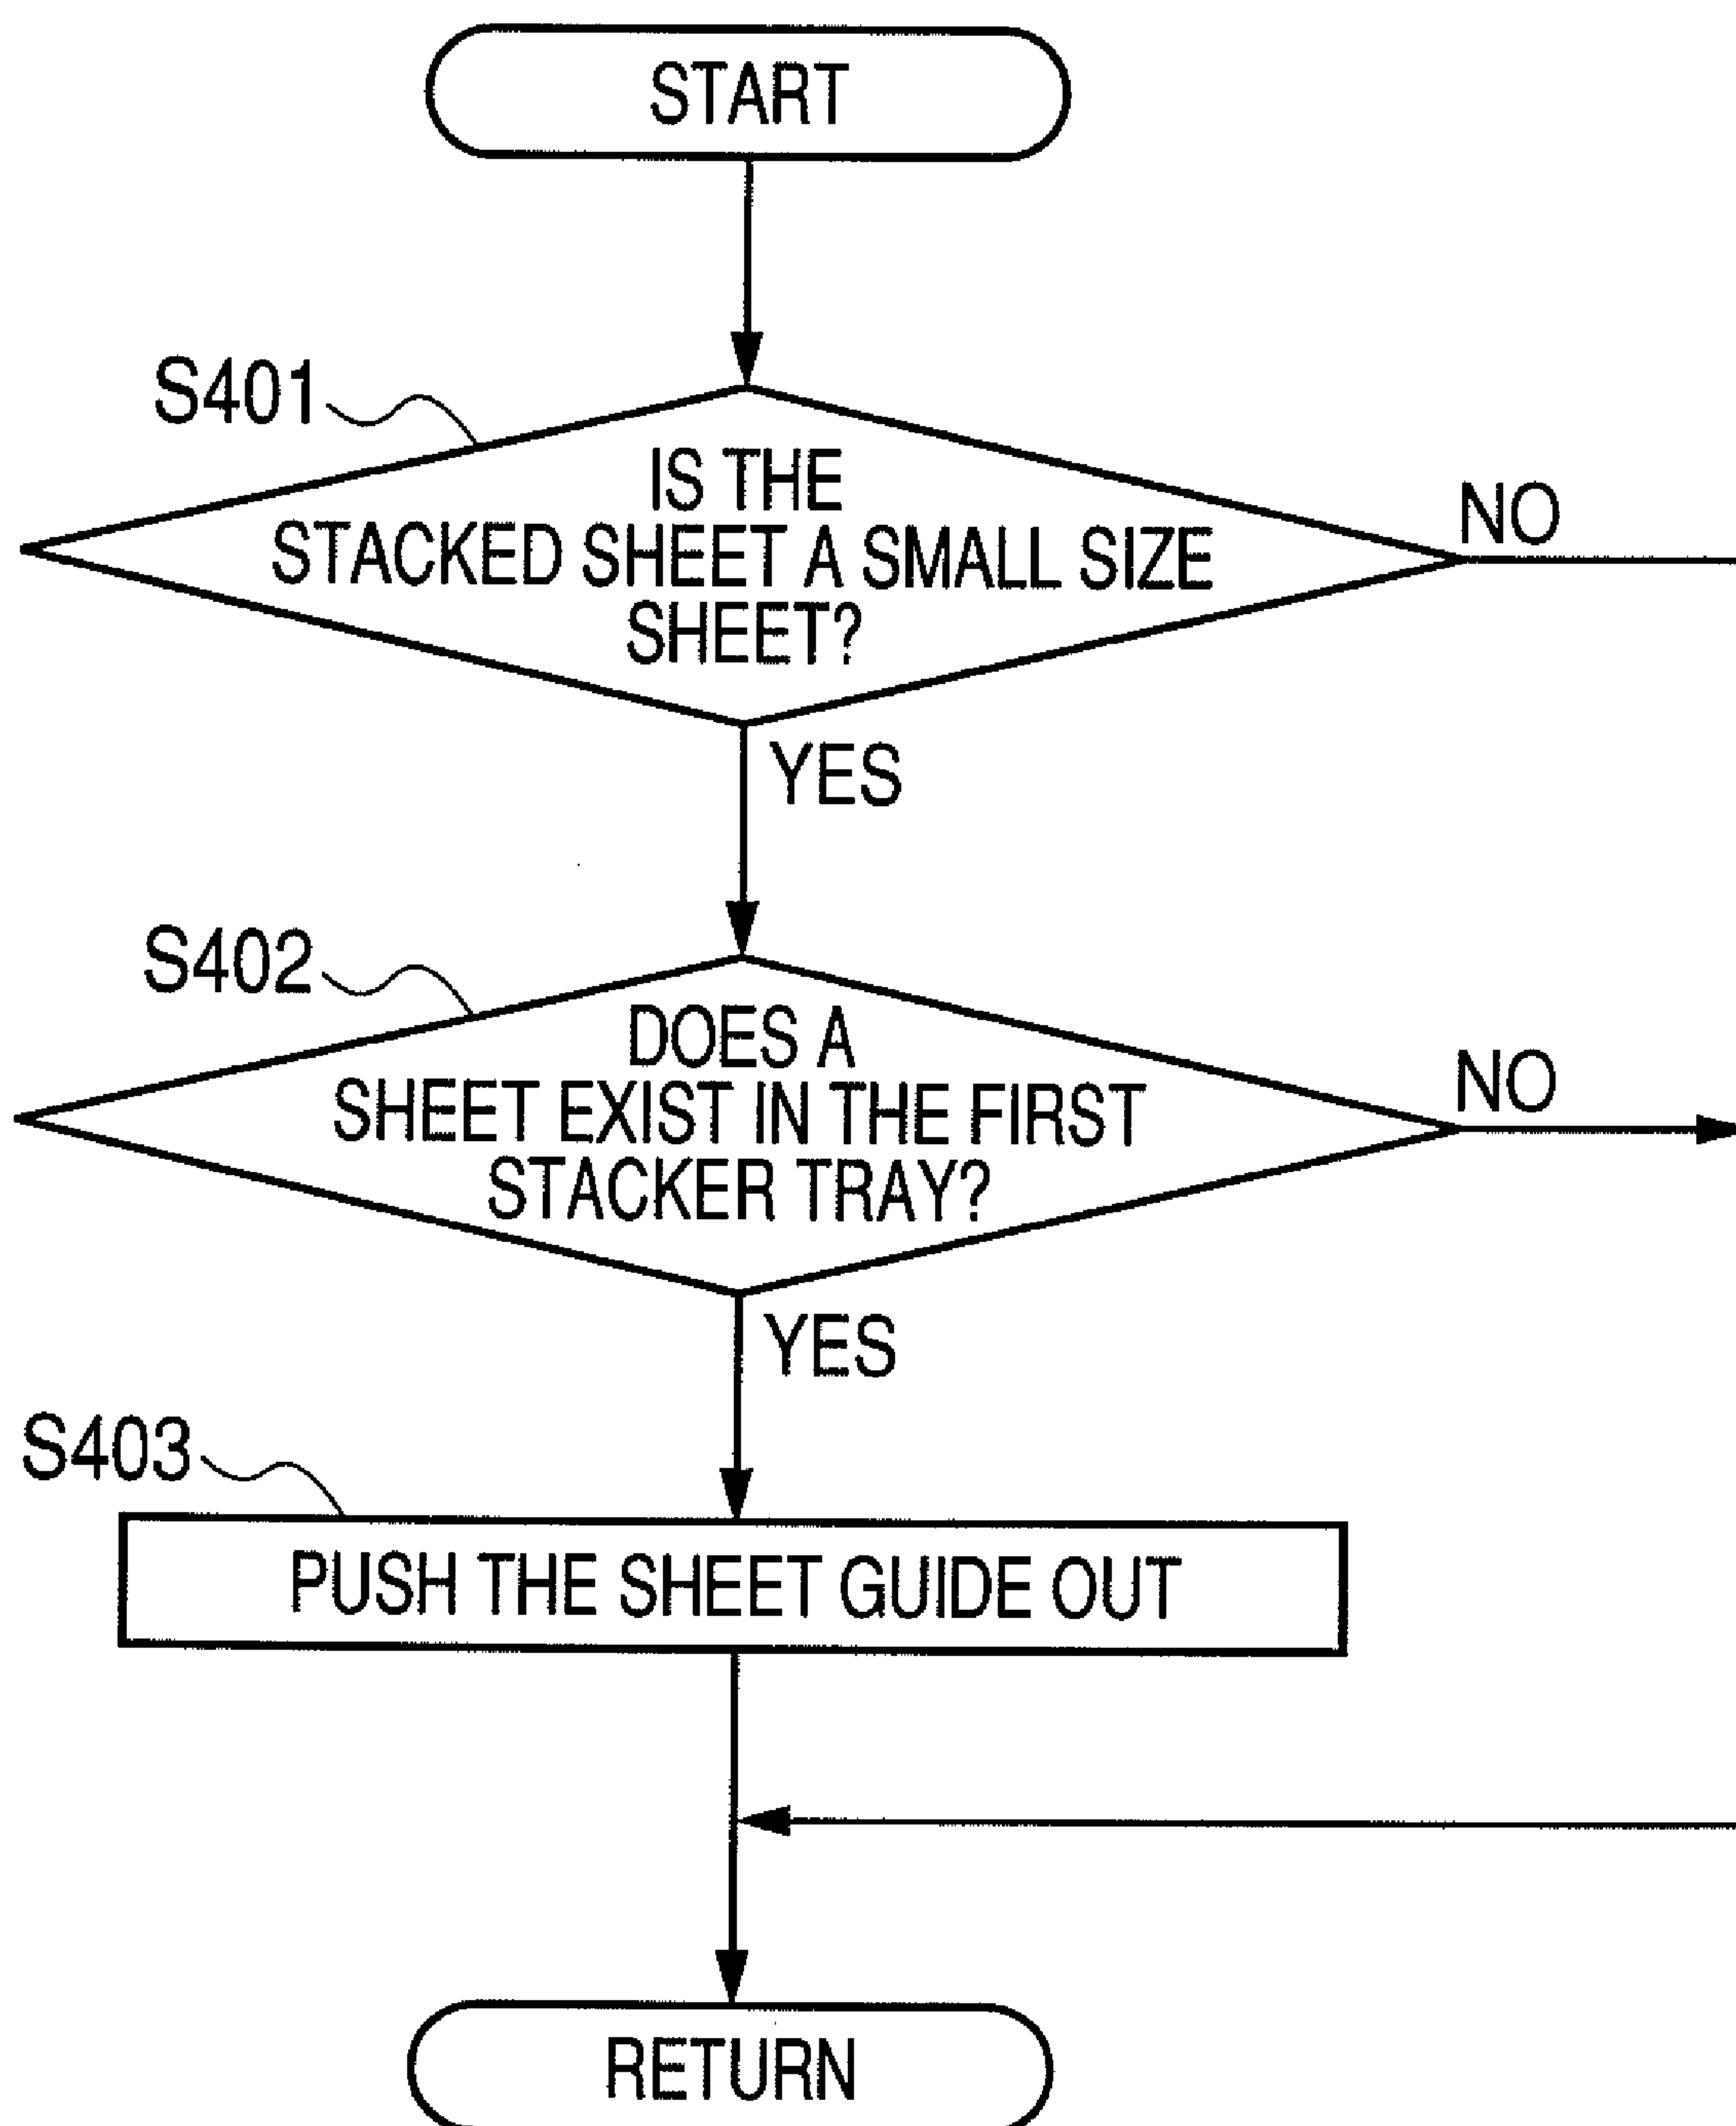 START
S401
IS THE
STACKED SHEET A SMALL SIZE
SHEET?
NO
YES
S402
DOES A
SHEET EXIST IN THE FIRST
STACKER TRAY?
NO
YES
S403
PUSH THE SHEET GUIDE OUT
RETURN